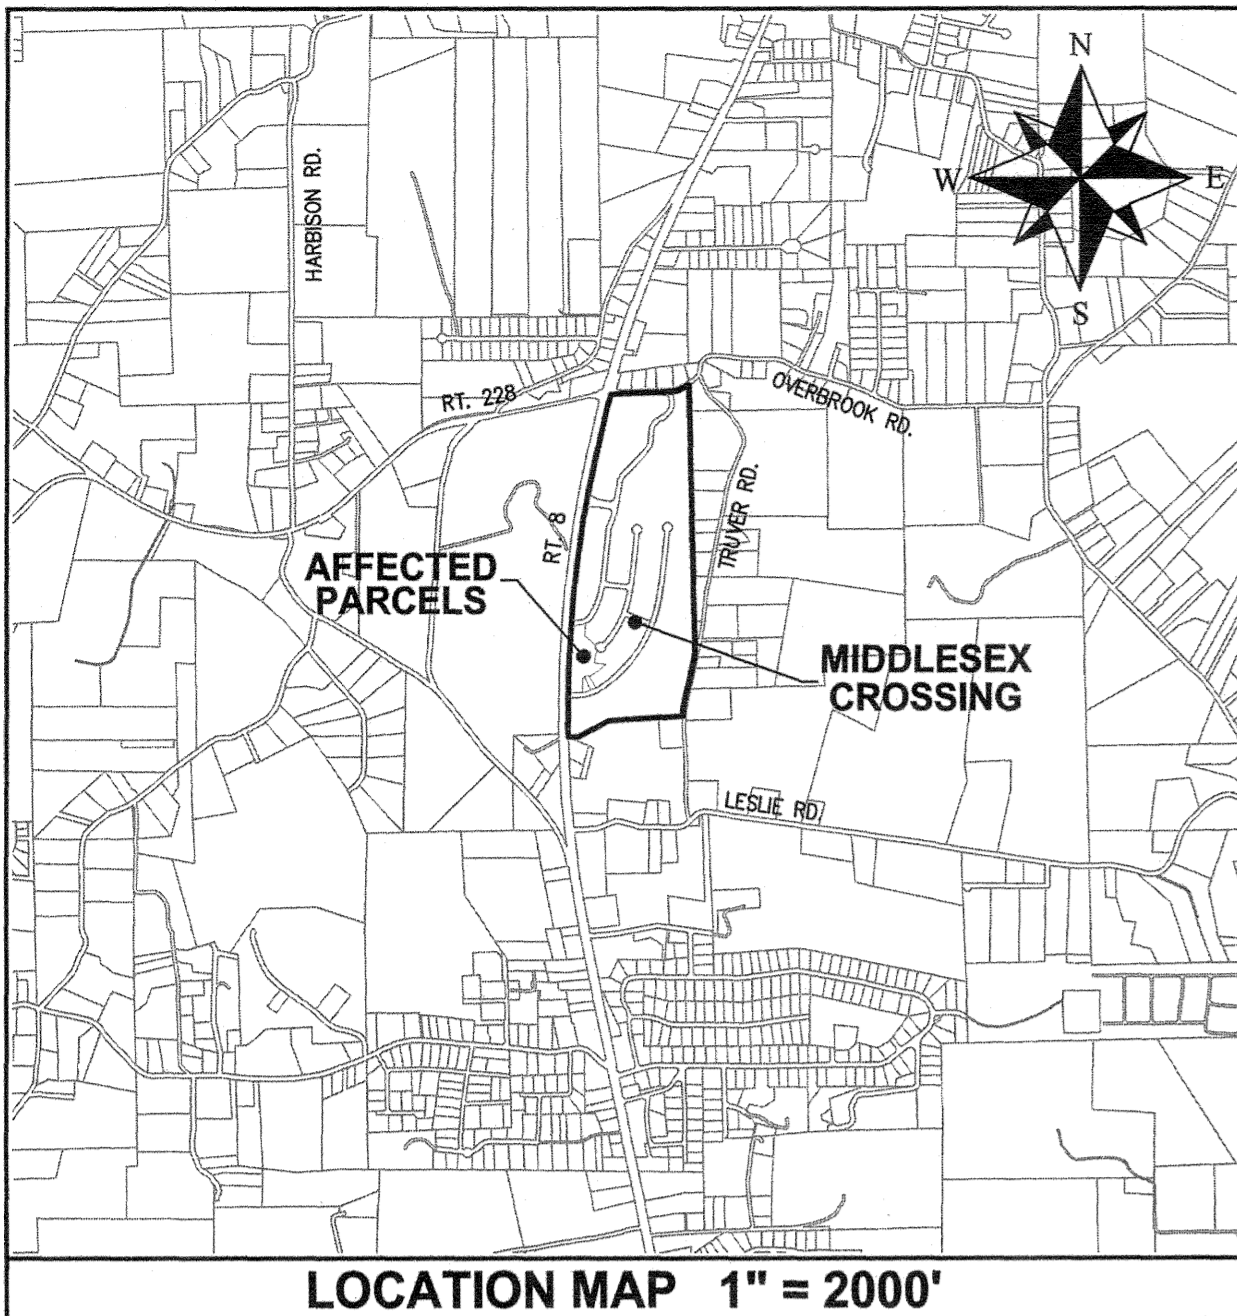 N
W
E
S
HARBISON RD.
RT. 228
OVERBROOK RD.
TRUVER RD.
RT. 8
AFFECTED
PARCELS
MIDDLESEX
CROSSING
LESLIE RD.
LOCATION MAP 1" = 2000'